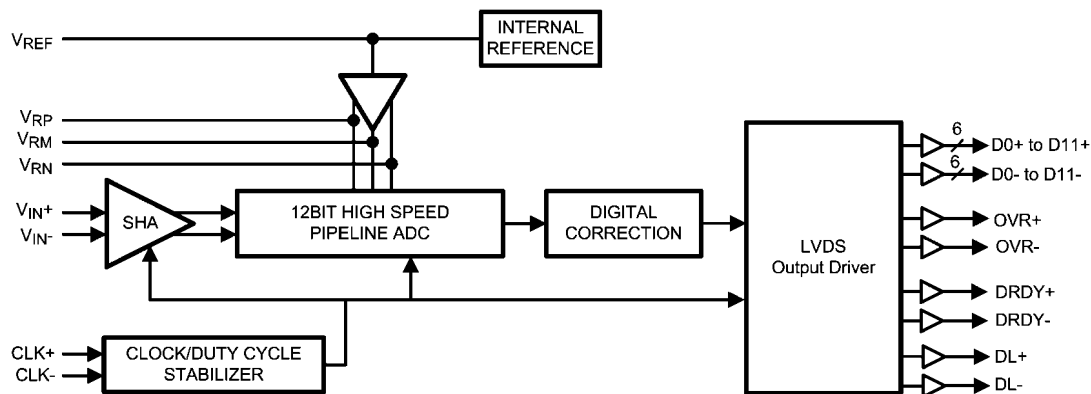 INTERNAL
REFERENCE
VREF
VRP
VRM
VRN
VIN+
VIN-
SHA
12BIT HIGH SPEED
PIPELINE ADC
DIGITAL
CORRECTION
LVDS
Output Driver
6
D0+ to D11+
6
D0- to D11-
OVR+
OVR-
DRDY+
DRDY-
DL+
DL-
CLK+
CLK-
CLOCK/DUTY CYCLE
STABILIZER